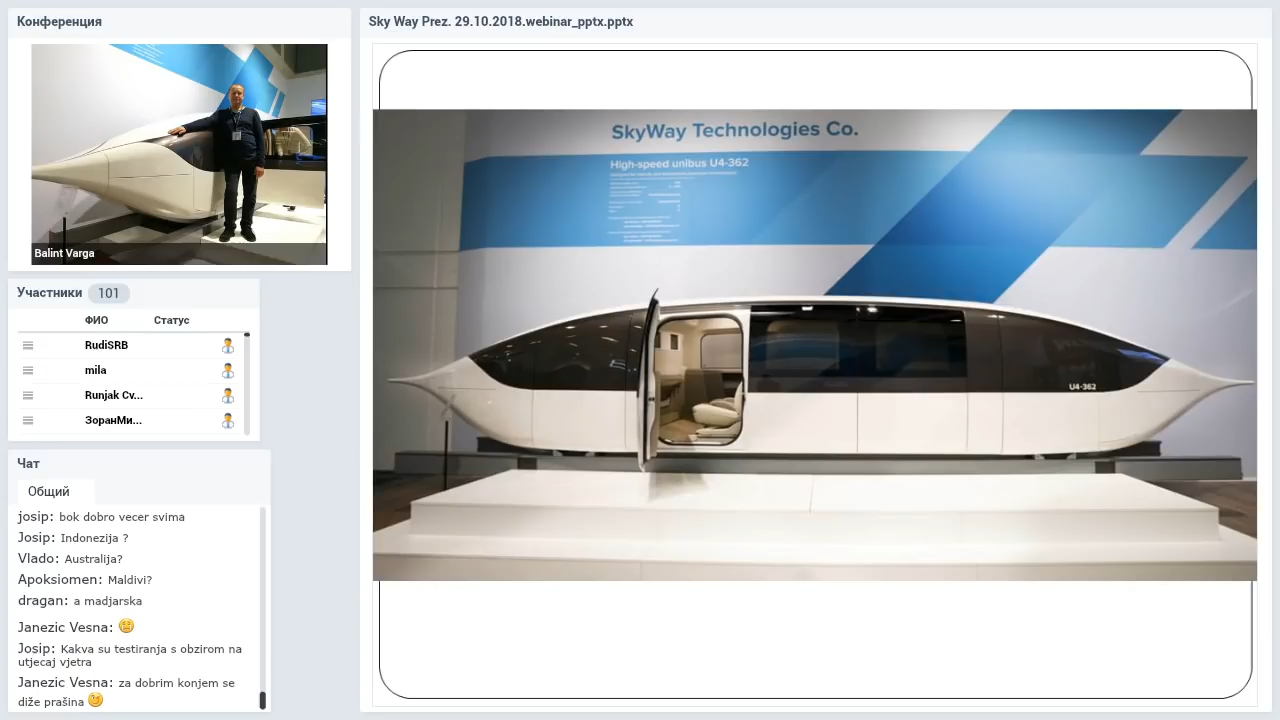 Конференция
Balint Varga
Участники 101
ФИО Статус
RudiSRB
mila
Runjak Cv...
ЗоранМи...
Чат
Общий
josip: bok dobro vecer svima
Josip: Indonezija ?
Vlado: Australija?
Apoksiomen: Maldivi?
dragan: a madjarska
Janezic Vesna:
Josip: Kakva su testiranja s obzirom na
utjecaj vjetra
Janezic Vesna: za dobrim konjem se
diže prašina
Sky Way Prez. 29.10.2018.webinar_pptx.pptx
SkyWay Technologies Co.
High-speed unibus U4-362
U4-362